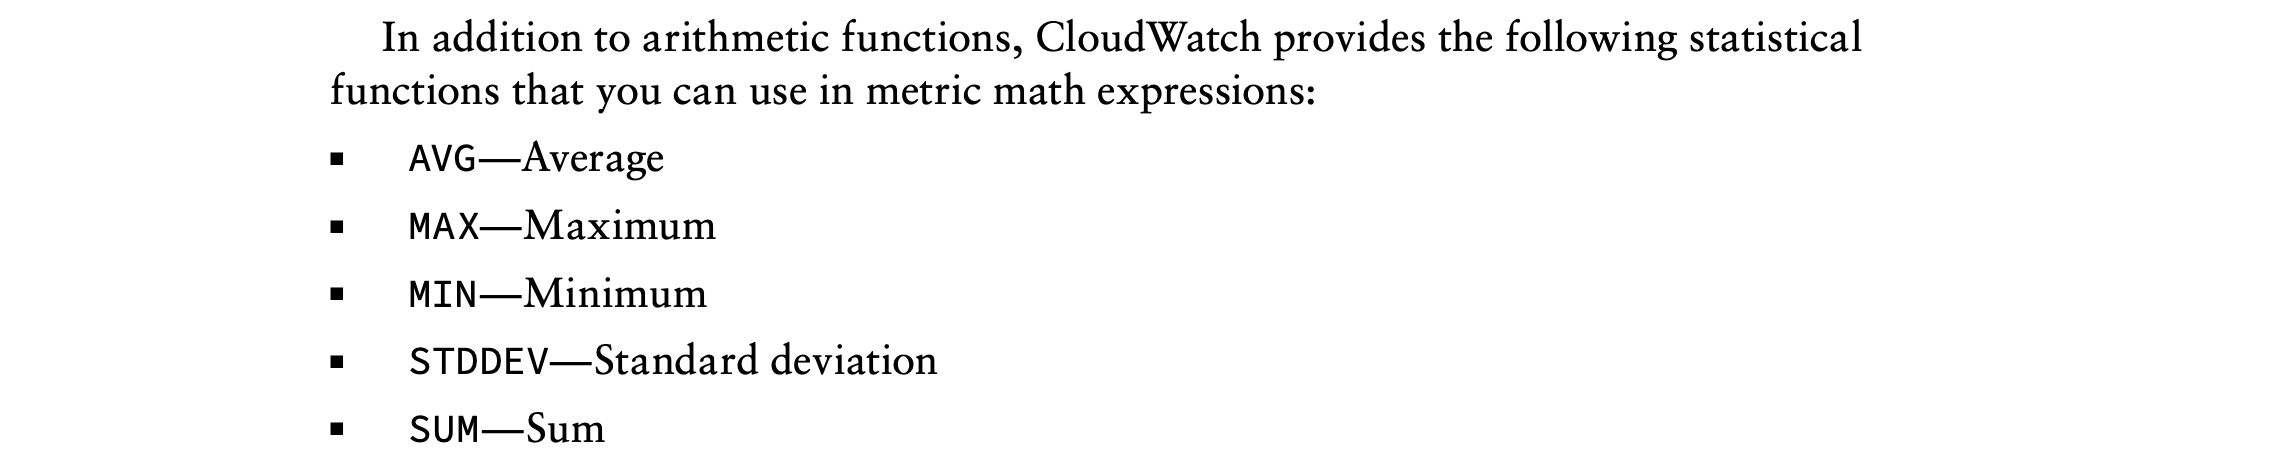 In addition to arithmetic functions, CloudWatch provides the following statistical
functions that you can use in metric math expressions:
▪ AVG—Average
▪ MAX—Maximum
▪ MIN—Minimum
▪ STDDEV—Standard deviation
▪ SUM—Sum